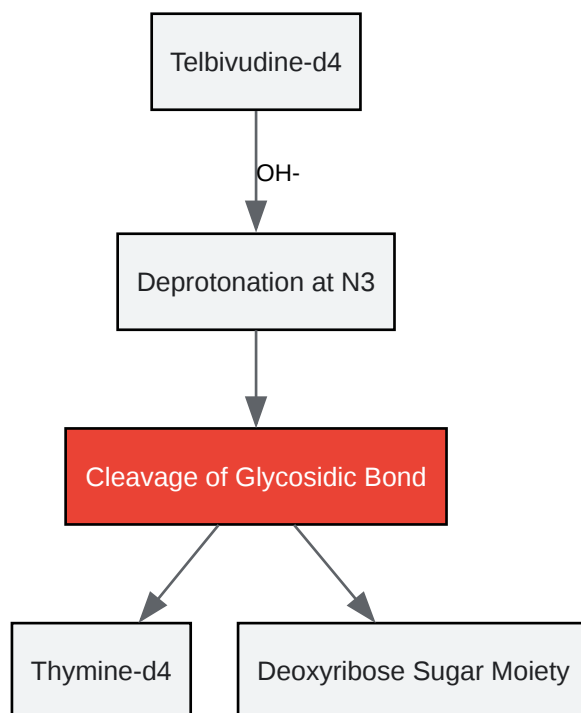 Telbivudine-d4
OH-
Deprotonation at N3
Cleavage of Glycosidic Bond
Thymine-d4
Deoxyribose Sugar Moiety